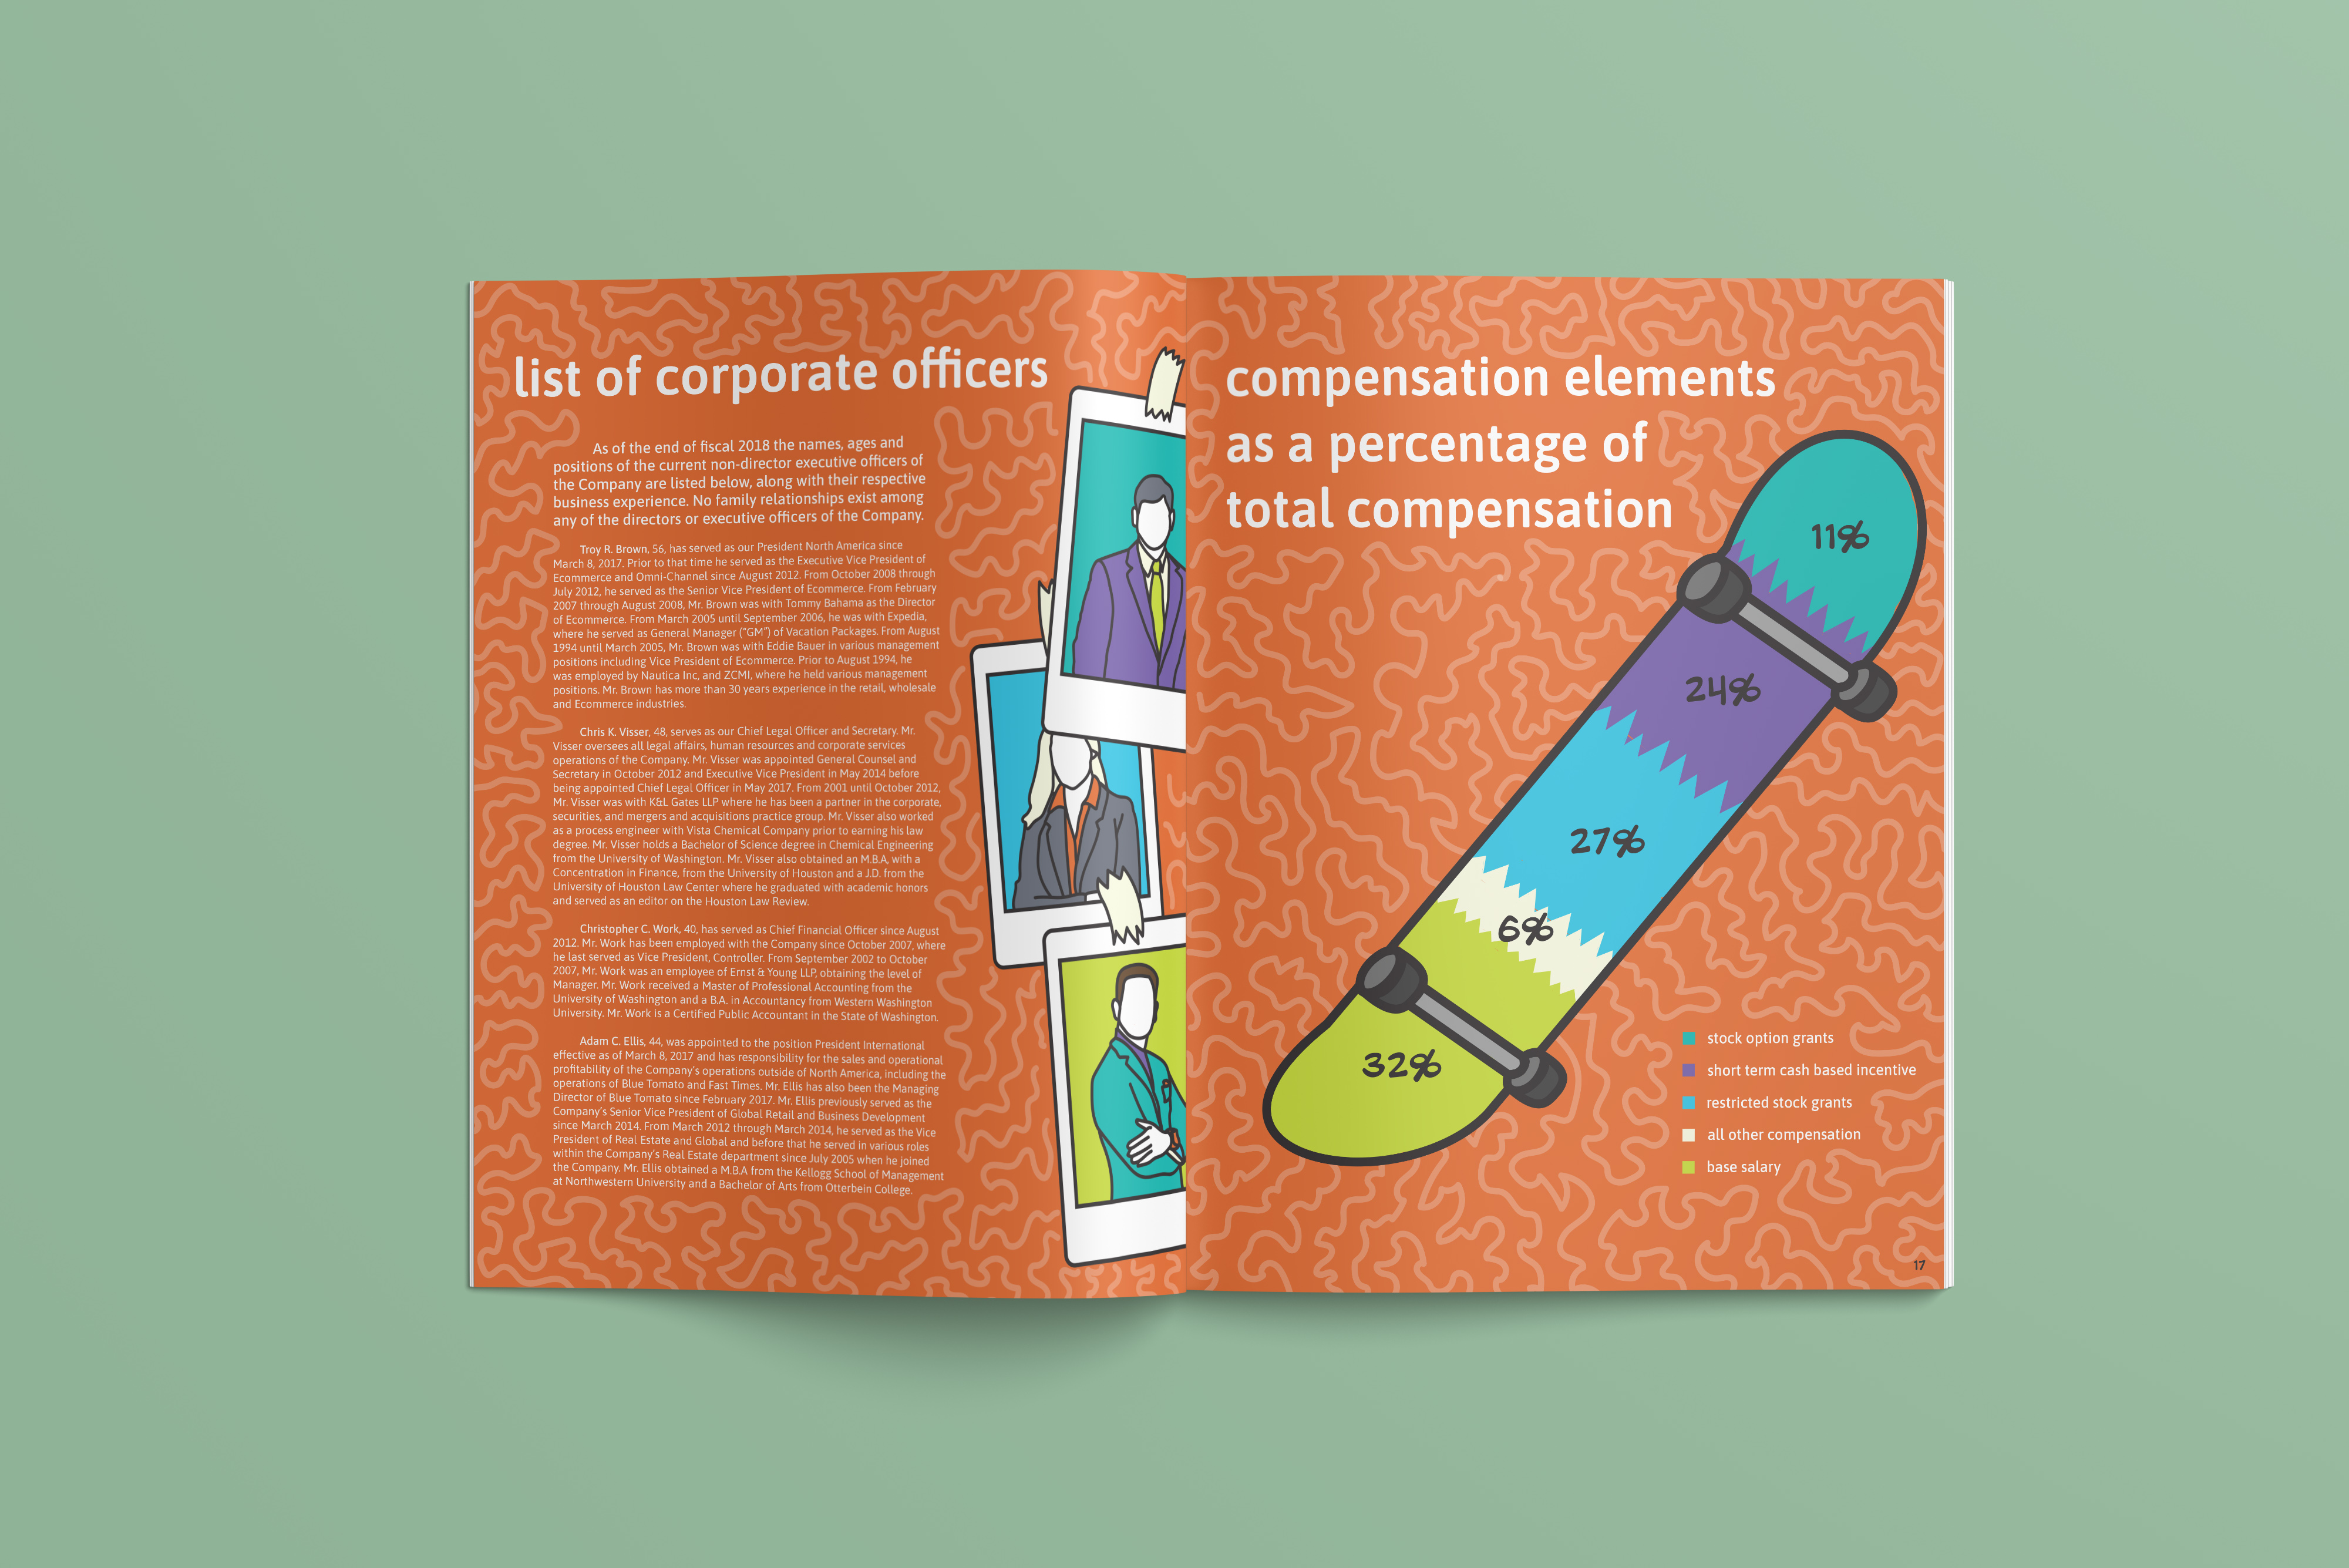 list of corporate officers
As of the end of fiscal 2018 the names, ages and
positions of the current non-director executive officers of
the Company are listed below, along with their respective
business experience. No family relationships exist among
any of the directors or executive officers of the Company.
Troy R. Brown, 56, has served as our President North America since
March 8, 2017. Prior to that time he served as the Executive Vice President of
Ecommerce and Omni-Channel since August 2012. From October 2008 through
July 2012, he served as the Senior Vice President of Ecommerce. From February
2007 through August 2008, Mr. Brown was with Tommy Bahama as the Director
of Ecommerce. From March 2005 until September 2006, he was with Expedia,
where he served as General Manager (“GM”) of Vacation Packages. From August
1994 until March 2005, Mr. Brown was with Eddie Bauer in various management
positions including Vice President of Ecommerce. Prior to August 1994, he
was employed by Nautica Inc, and ZCMI, where he held various management
positions. Mr. Brown has more than 30 years experience in the retail, wholesale
and Ecommerce industries.
Chris K. Visser, 48, serves as our Chief Legal Officer and Secretary. Mr.
Visser oversees all legal affairs, human resources and corporate services
operations of the Company. Mr. Visser was appointed General Counsel and
Secretary in October 2012 and Executive Vice President in May 2014 before
being appointed Chief Legal Officer in May 2017. From 2001 until October 2012,
Mr. Visser was with K&L Gates LLP where he has been a partner in the corporate,
securities, and mergers and acquisitions practice group. Mr. Visser also worked
as a process engineer with Vista Chemical Company prior to earning his law
degree. Mr. Visser holds a Bachelor of Science degree in Chemical Engineering
from the University of Washington. Mr. Visser also obtained an M.B.A, with a
Concentration in Finance, from the University of Houston and a J.D. from the
University of Houston Law Center where he graduated with academic honors
and served as an editor on the Houston Law Review.
Christopher C. Work, 40, has served as Chief Financial Officer since August
2012. Mr. Work has been employed with the Company since October 2007, where
he last served as Vice President, Controller. From September 2002 to October
2007, Mr. Work was an employee of Ernst & Young LLP, obtaining the level of
Manager. Mr. Work received a Master of Professional Accounting from the
University of Washington and a B.A. in Accountancy from Western Washington
University. Mr. Work is a Certified Public Accountant in the State of Washington.
Adam C. Ellis, 44, was appointed to the position President International
effective as of March 8, 2017 and has responsibility for the sales and operational
profitability of the Company’s operations outside of North America, including the
operations of Blue Tomato and Fast Times. Mr. Ellis has also been the Managing
Director of Blue Tomato since February 2017. Mr. Ellis previously served as the
Company’s Senior Vice President of Global Retail and Business Development
since March 2014. From March 2012 through March 2014, he served as the Vice
President of Real Estate and Global and before that he served in various roles
within the Company’s Real Estate department since July 2005 when he joined
the Company. Mr. Ellis obtained a M.B.A from the Kellogg School of Management
at Northwestern University and a Bachelor of Arts from Otterbein College.
compensation elements
as a percentage of
total compensation
11%
24%
27%
6%
32%
stock option grants
short term cash based incentive
restricted stock grants
all other compensation
base salary
17